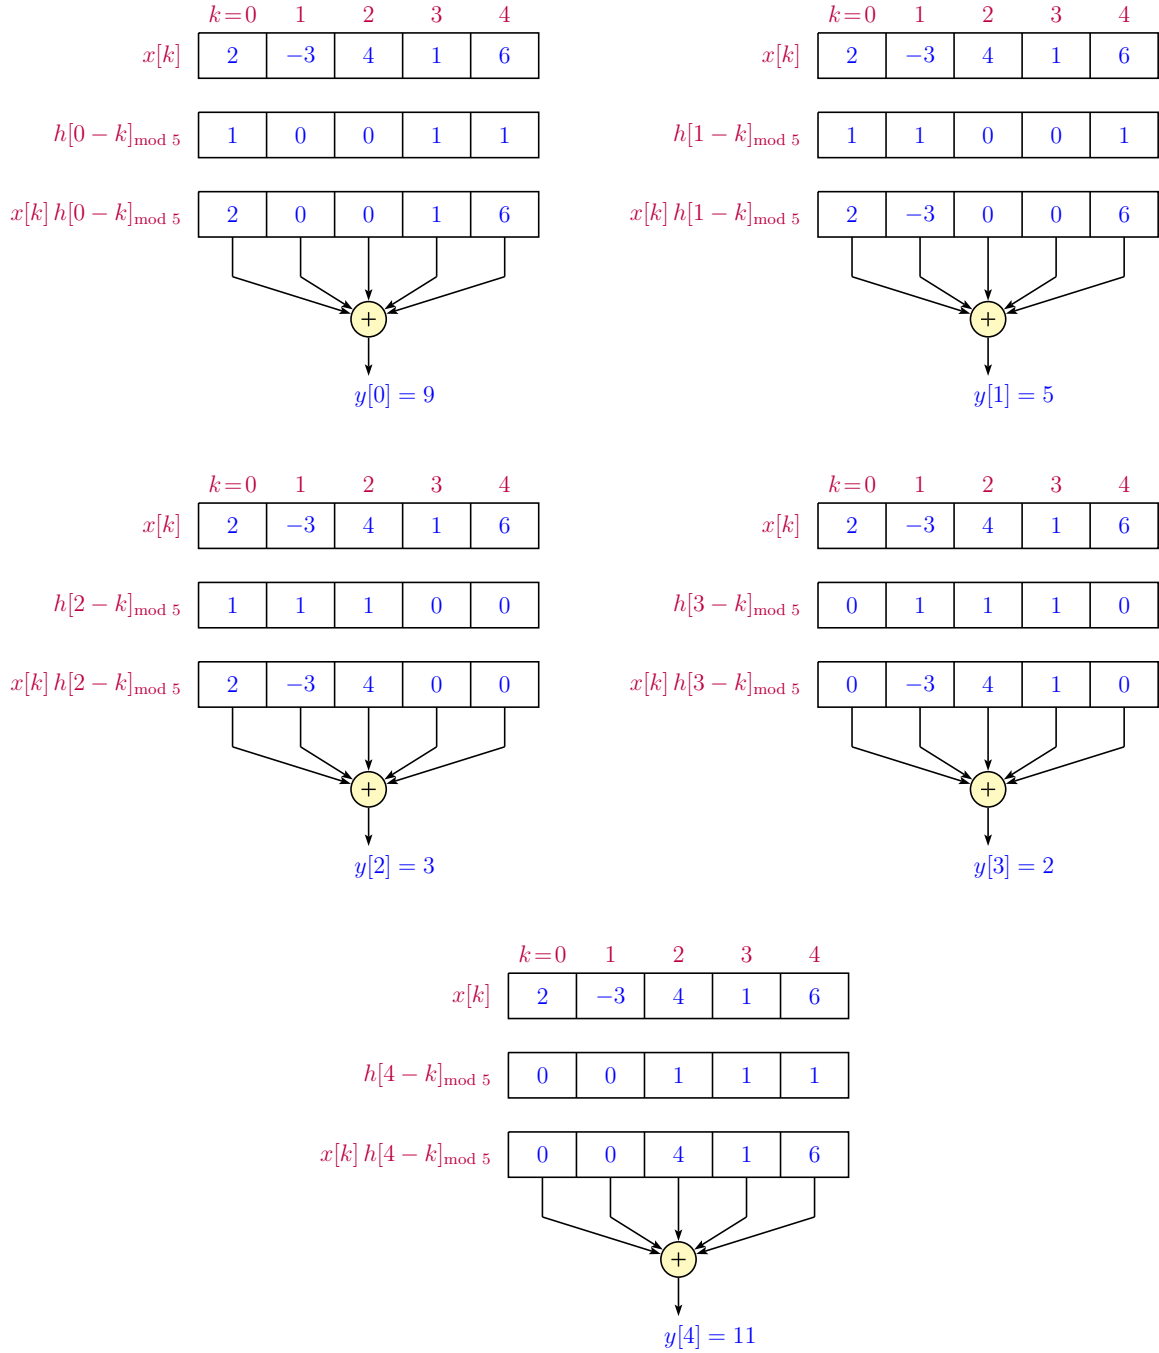 k=0 1 2 3 4
x[k] 2 −3 4 1 6
h[0 − k]mod 5 1 0 0 1 1
x[k] h[0 − k]mod 5 2 0 0 1 6
+
y[0] = 9
k=0 1 2 3 4
x[k] 2 −3 4 1 6
h[1 − k]mod 5 1 1 0 0 1
x[k] h[1 − k]mod 5 2 −3 0 0 6
+
y[1] = 5
k=0 1 2 3 4
x[k] 2 −3 4 1 6
h[2 − k]mod 5 1 1 1 0 0
x[k] h[2 − k]mod 5 2 −3 4 0 0
+
y[2] = 3
k=0 1 2 3 4
x[k] 2 −3 4 1 6
h[3 − k]mod 5 0 1 1 1 0
x[k] h[3 − k]mod 5 0 −3 4 1 0
+
y[3] = 2
k=0 1 2 3 4
x[k] 2 −3 4 1 6
h[4 − k]mod 5 0 0 1 1 1
x[k] h[4 − k]mod 5 0 0 4 1 6
+
y[4] = 11